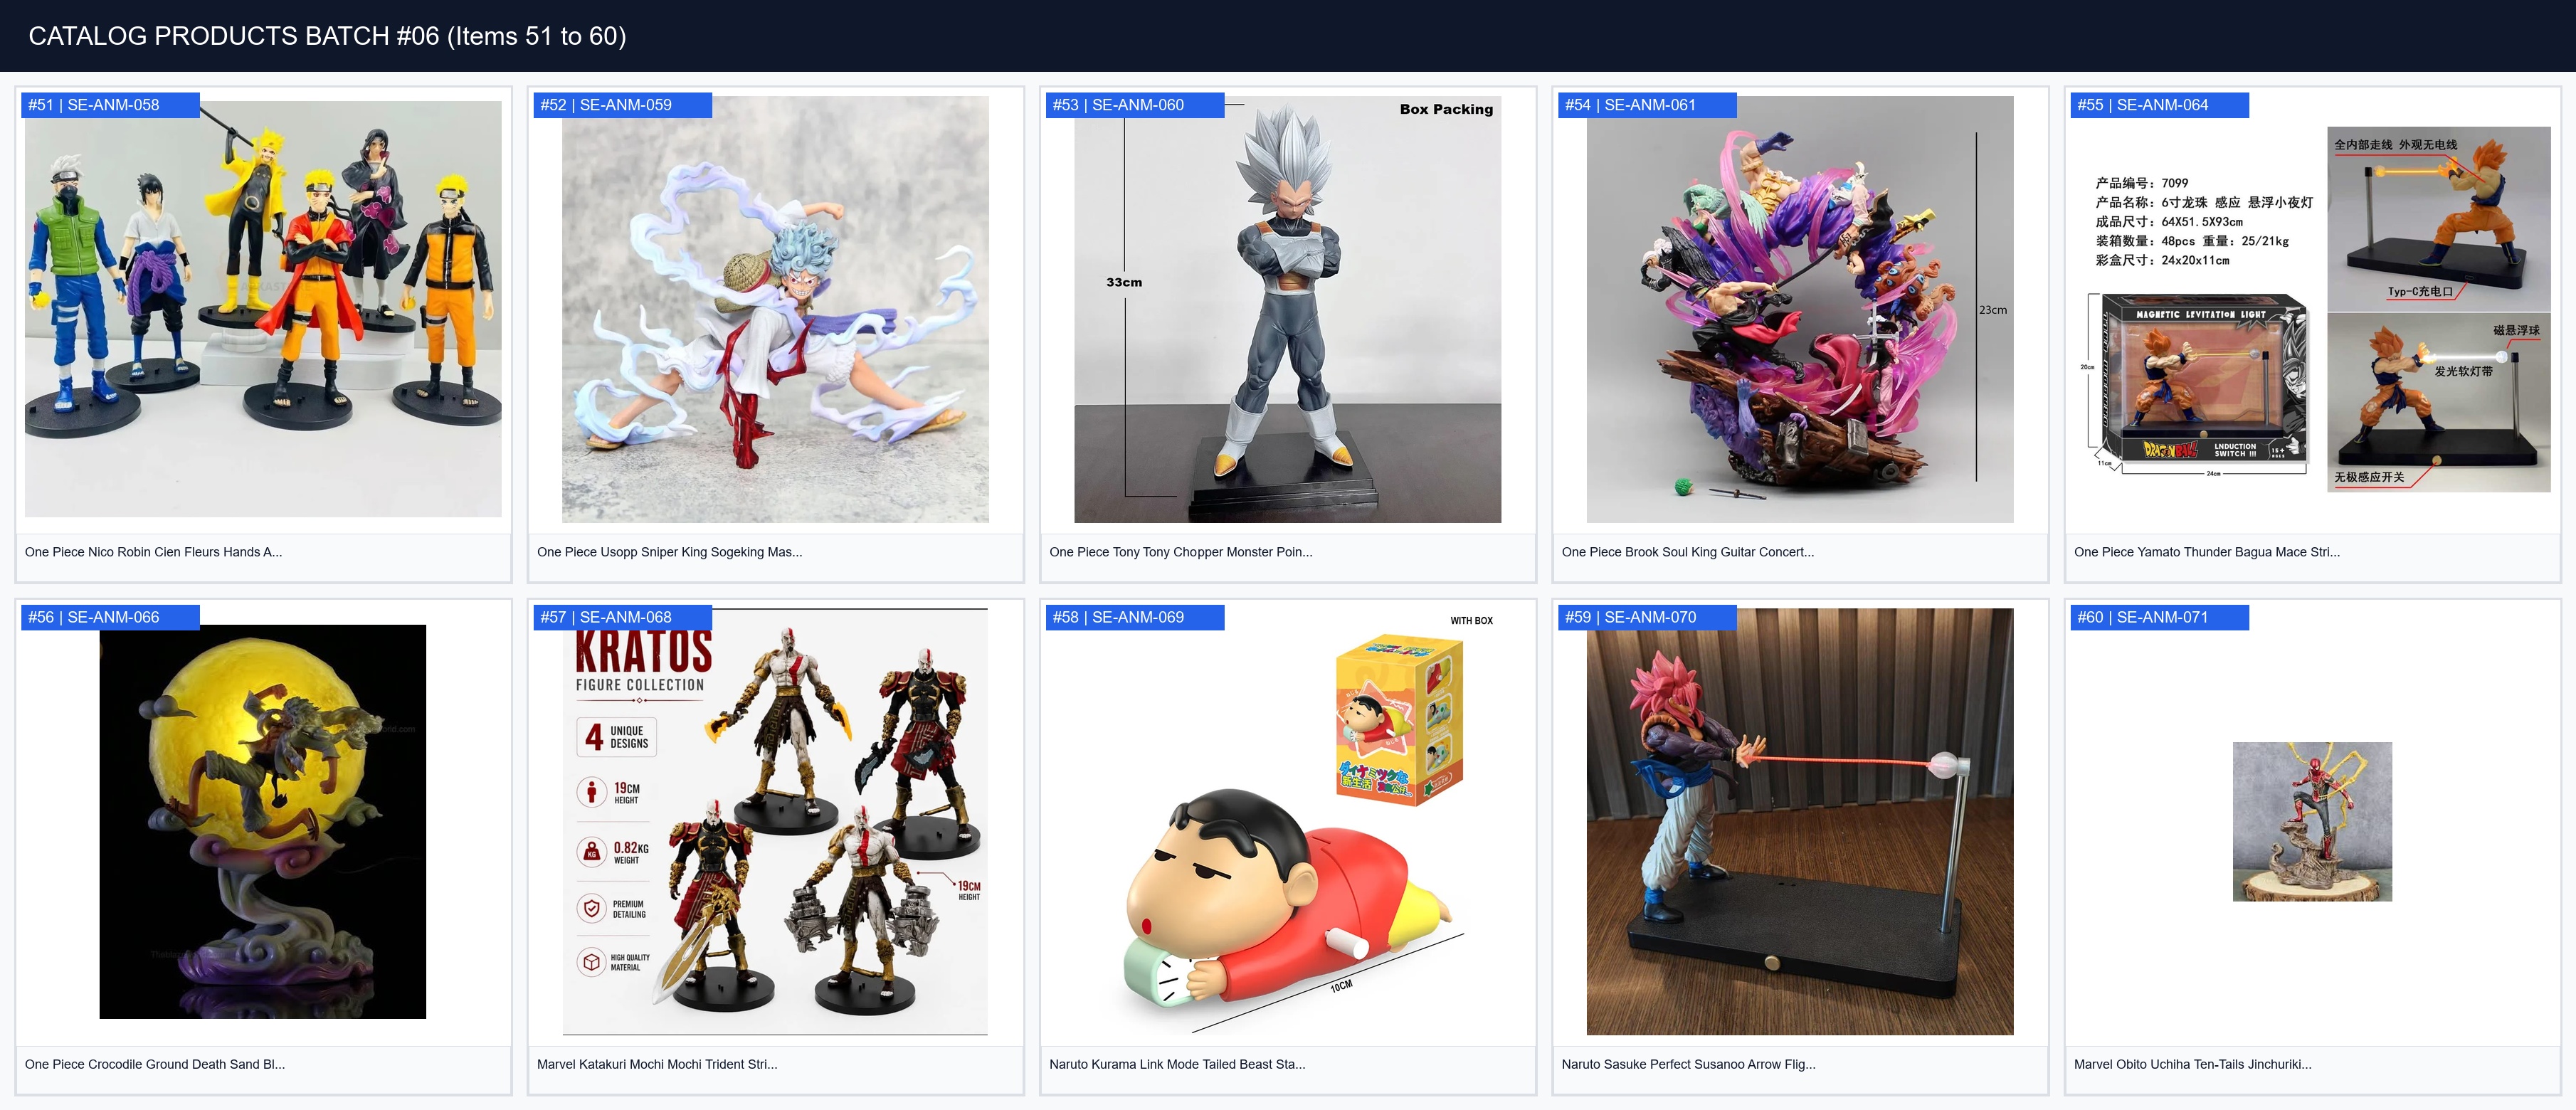 CATALOG PRODUCTS BATCH #06 (Items 51 to 60)
#51 | SE-ANM-058
One Piece Nico Robin Cien Fleurs Hands A...
#52 | SE-ANM-059
One Piece Usopp Sniper King Sogeking Mas...
#53 | SE-ANM-060
Box Packing
33cm
One Piece Tony Tony Chopper Monster Poin...
#54 | SE-ANM-061
23cm
One Piece Brook Soul King Guitar Concert...
#55 | SE-ANM-064
产品编号：7099
产品名称：6寸龙珠 感应 悬浮小夜灯
成品尺寸：64X51.5X93cm
装箱数量：48pcs 重量：25/21kg
彩盒尺寸：24x20x11cm
MAGNETIC LEVITATION LIGHT
DRAGONBALL
LNDUCTION
SWITCH !!!
15+
20cm
11cm
24cm
全内部走线 外观无电线
Typ-C充电口
磁悬浮球
发光软灯带
无极感应开关
One Piece Yamato Thunder Bagua Mace Stri...
#56 | SE-ANM-066
One Piece Crocodile Ground Death Sand Bl...
#57 | SE-ANM-068
KRATOS
FIGURE COLLECTION
4 UNIQUE
DESIGNS
19CM
HEIGHT
KG
0.82KG
WEIGHT
PREMIUM
DETAILING
HIGH QUALITY
MATERIAL
19CM
HEIGHT
Marvel Katakuri Mochi Mochi Trident Stri...
#58 | SE-ANM-069
WITH BOX
10CM
Naruto Kurama Link Mode Tailed Beast Sta...
#59 | SE-ANM-070
Naruto Sasuke Perfect Susanoo Arrow Flig...
#60 | SE-ANM-071
Marvel Obito Uchiha Ten-Tails Jinchuriki...